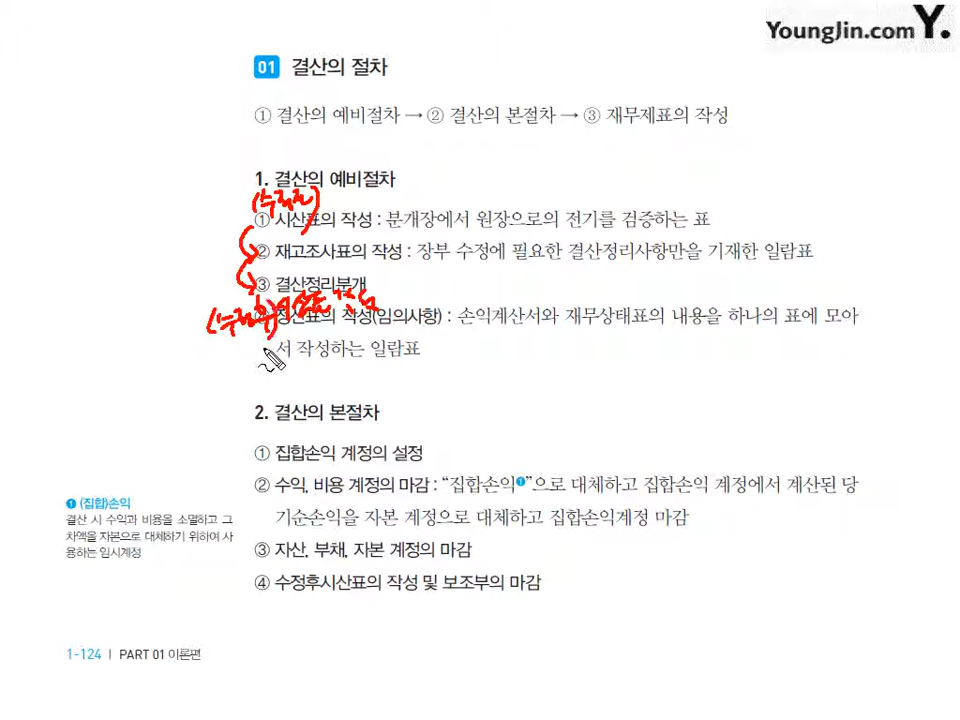 YoungJin.com Y.
01 결산의 절차
① 결산의 예비절차 → ② 결산의 본절차 → ③ 재무제표의 작성
1. 결산의 예비절차
(수정전)
① 시산표의 작성 : 분개장에서 원장으로의 전기를 검증하는 표
② 재고조사표의 작성 : 장부 수정에 필요한 결산정리사항만을 기재한 일람표
③ 결산정리분개
(수정후)
정산표의 작성(임의사항) : 손익계산서와 재무상태표의 내용을 하나의 표에 모아
서 작성하는 일람표
2. 결산의 본절차
① 집합손익 계정의 설정
② 수익, 비용 계정의 마감 : “집합손익❶”으로 대체하고 집합손익 계정에서 계산된 당
기순손익을 자본 계정으로 대체하고 집합손익계정 마감
③ 자산, 부채, 자본 계정의 마감
④ 수정후시산표의 작성 및 보조부의 마감
❶ (집합)손익
결산 시 수익과 비용을 소멸하고 그
차액을 자본으로 대체하기 위하여 사
용하는 임시계정
1-124 | PART 01 이론편